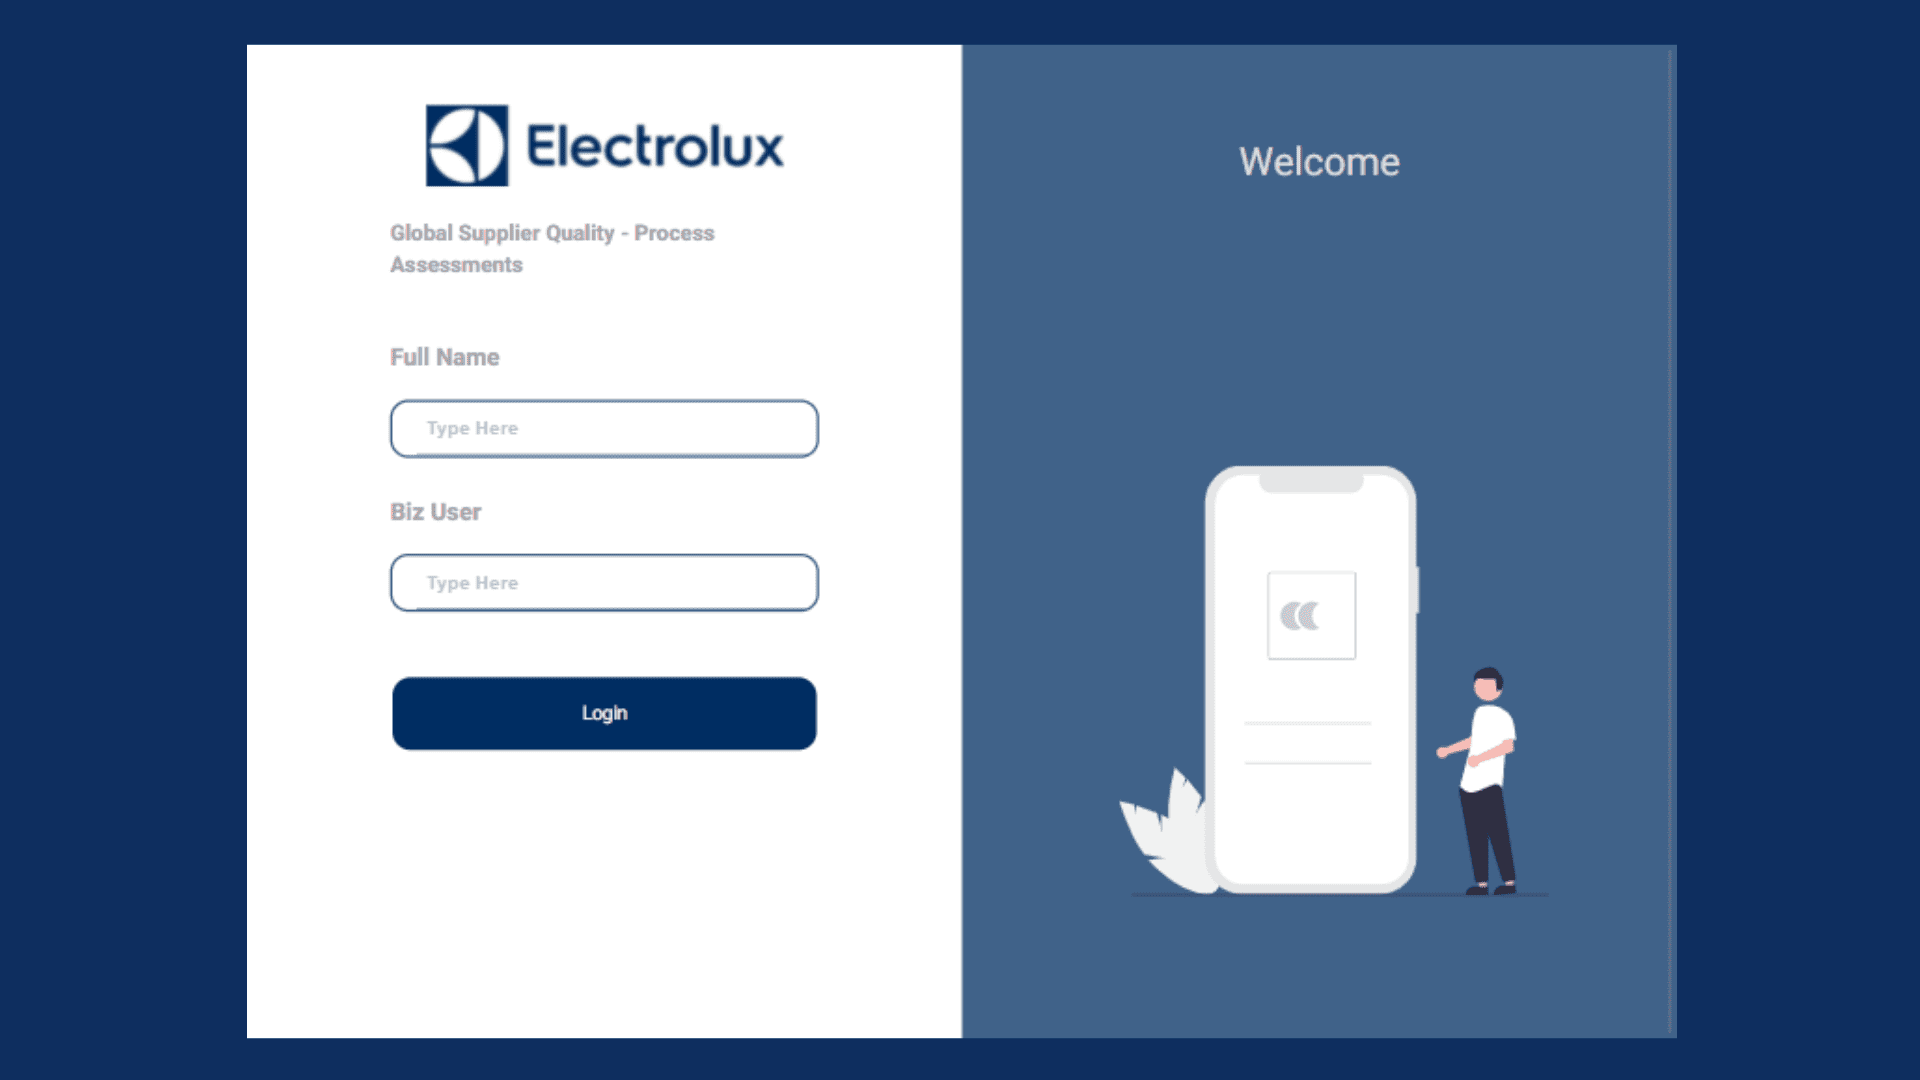 Electrolux
Global Supplier Quality - Process
Assessments
Full Name
Type Here
Biz User
Type Here
Login
Welcome